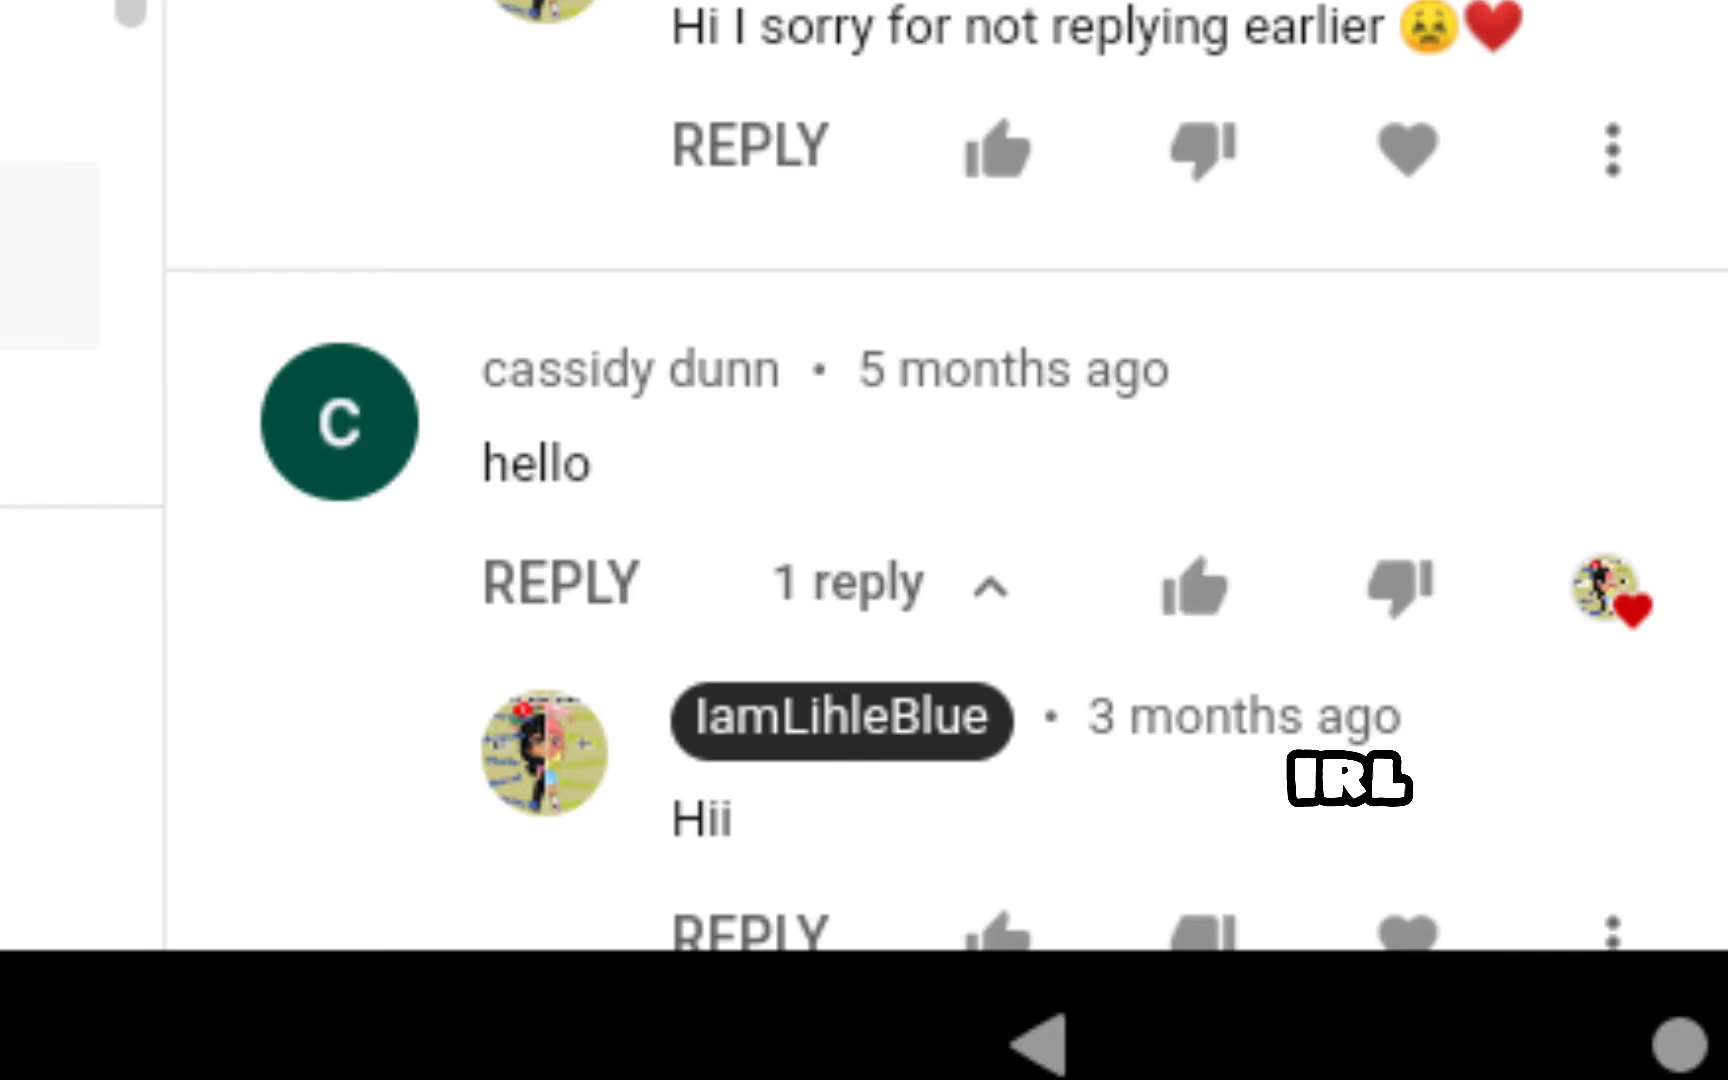 Hi I sorry for not replying earlier 😣❤️
REPLY
C
cassidy dunn • 5 months ago
hello
REPLY 1 reply
IamLihleBlue • 3 months ago
IRL
Hii
REPLY